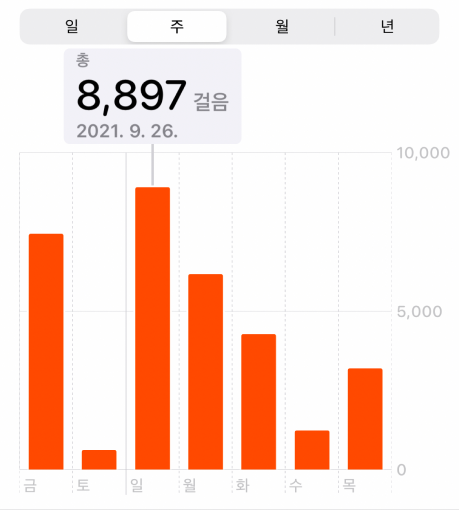 일 주 월 년
총
8,897 걸음
2021. 9. 26.
10,000
5,000
0
금 토 일 월 화 수 목